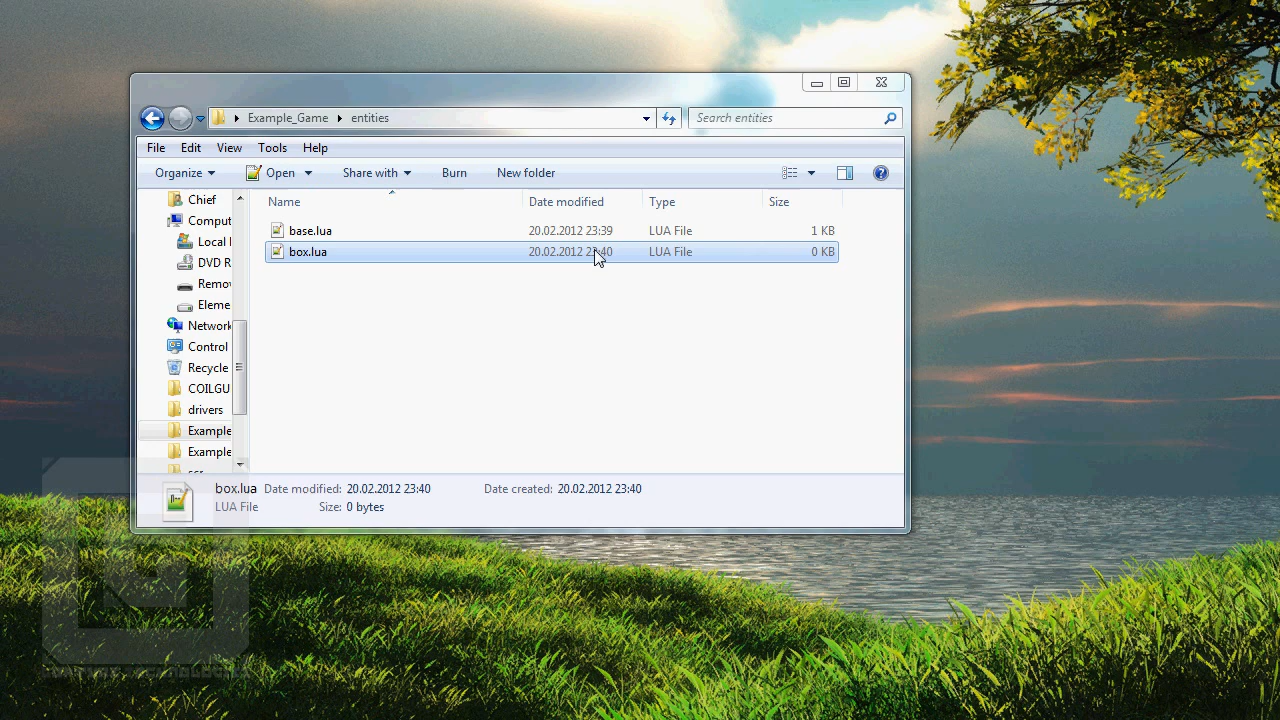 Example_Game entities
Search entities
File Edit View Tools Help
Organize Open Share with Burn New folder
Name Date modified Type Size
base.lua 20.02.2012 23:39 LUA File 1 KB
box.lua 20.02.2012 23:40 LUA File 0 KB
Chief
Comput
Local
DVD R
Remov
Eleme
Network
Control
Recycle
COILGU
drivers
Example
Example
box.lua Date modified: 20.02.2012 23:40 Date created: 20.02.2012 23:40
LUA File Size: 0 bytes